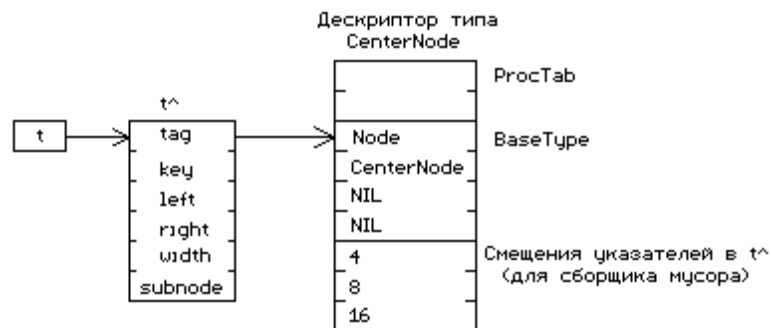 Дескриптор типа
CenterNode
ProcTab
t^
t
tag
Node
BaseType
key
CenterNode
left
NIL
right
NIL
width
4
Смещения указателей в t^
subnode
8
(для сборщика мусора)
16